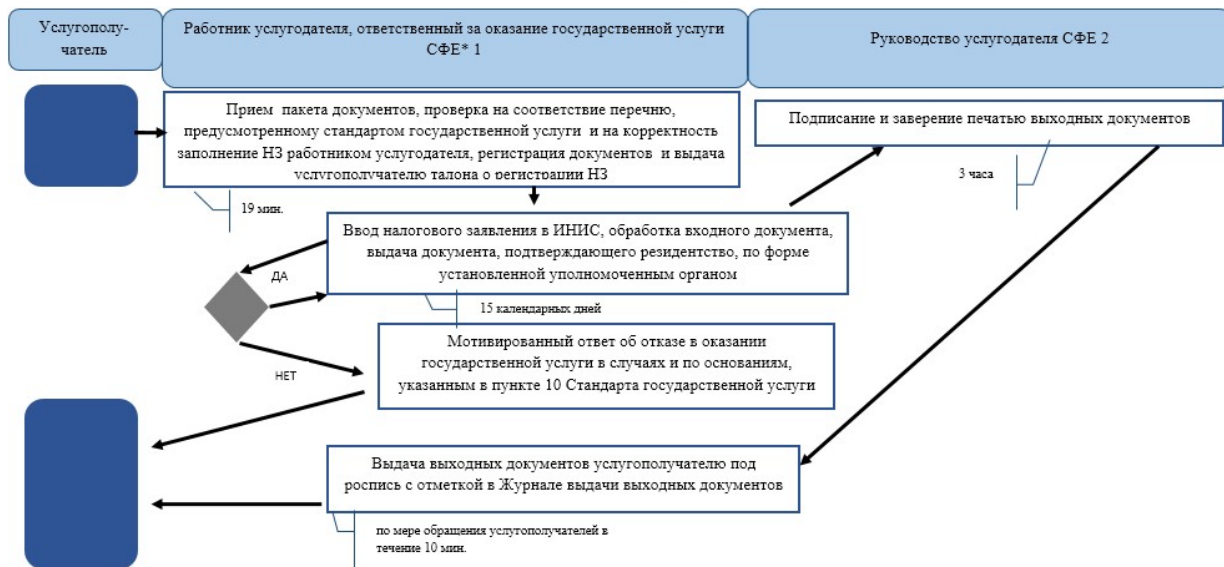 Услугополу-
чатель
Работник услугодателя, ответственный за оказание государственной услуги
СФЕ* 1
Руководство услугодателя СФЕ 2
Прием пакета документов, проверка на соответствие перечню,
предусмотренному стандартом государственной услуги и на корректность
заполнение НЗ работником услугодателя, регистрация документов и выдача
услугополучателю талона о регистрации НЗ
Подписание и заверение печатью выходных документов
19 мин.
3 часа
Ввод налогового заявления в ИНИС, обработка входного документа,
выдача документа, подтверждающего резидентство, по форме
установленной уполномоченным органом
ДА
15 календарных дней
Мотивированный ответ об отказе в оказании
государственной услуги в случаях и по основаниям,
указанным в пункте 10 Стандарта государственной услуги
НЕТ
Выдача выходных документов услугополучателю под
роспись с отметкой в Журнале выдачи выходных документов
по мере обращения услугополучателей в
течение 10 мин.